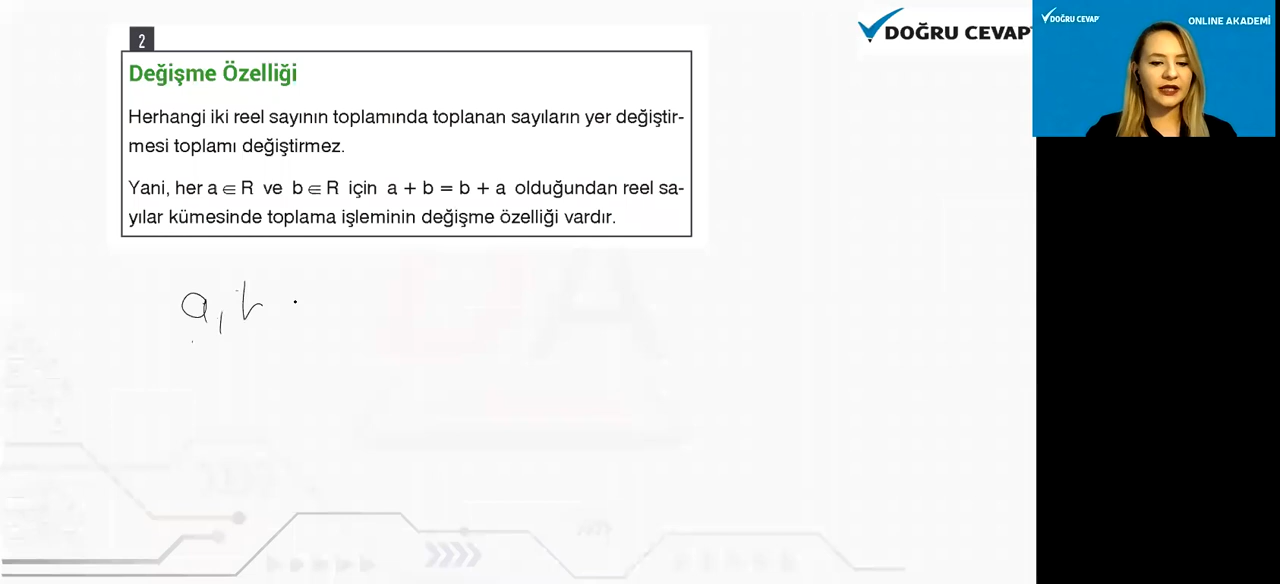 2
DOĞRU CEVAP
DOĞRU CEVAP
ONLINE AKADEMİ
Değişme Özelliği
Herhangi iki reel sayının toplamında toplanan sayıların yer değiştir-
mesi toplamı değiştirmez.
Yani, her a ∈ R ve b ∈ R için a + b = b + a olduğundan reel sa-
yılar kümesinde toplama işleminin değişme özelliği vardır.
a, b